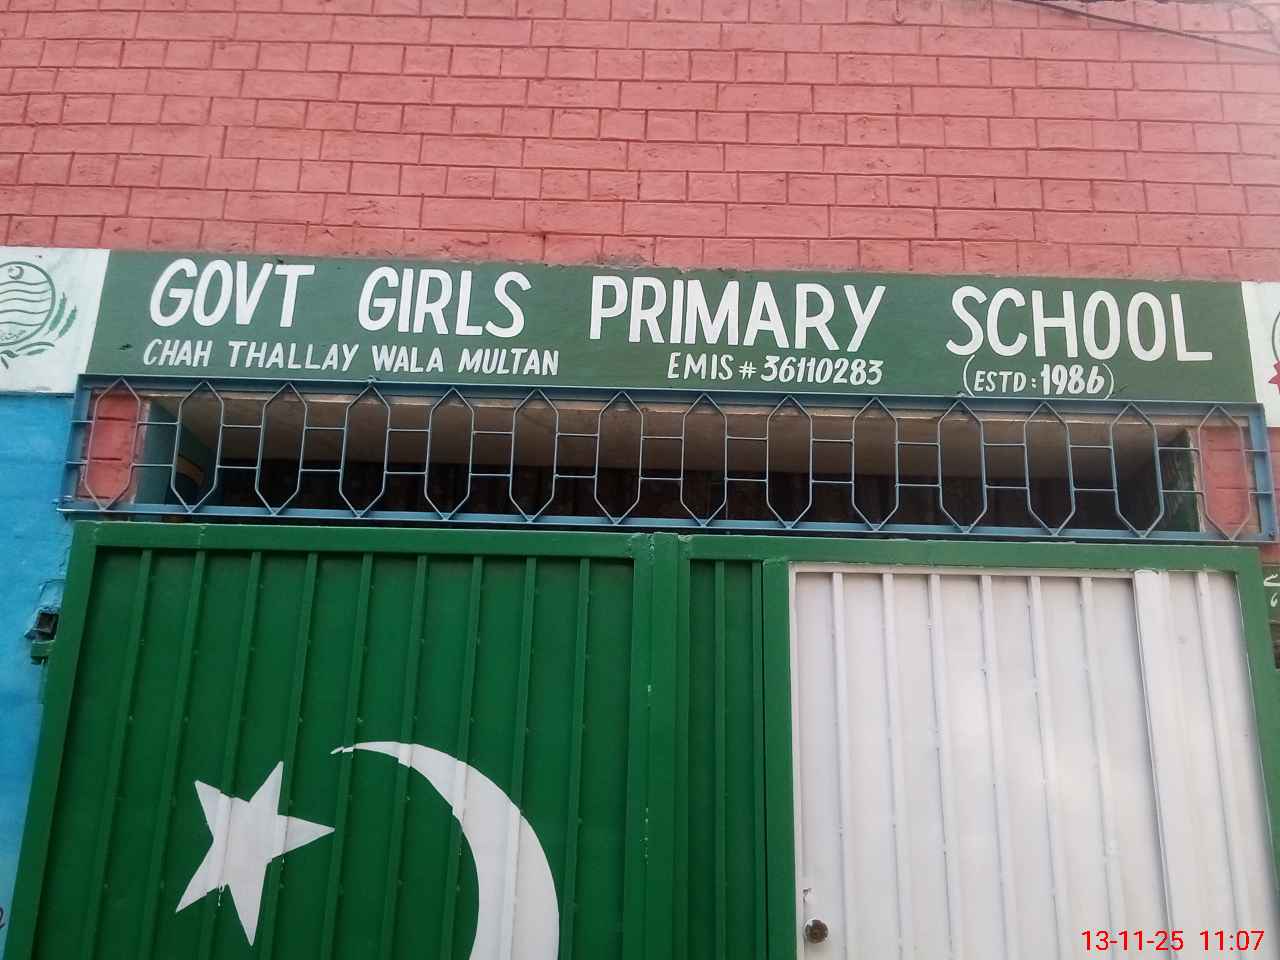 GOVT GIRLS PRIMARY SCHOOL
CHAH THALLAY WALA MULTAN EMIS # 36110283 (ESTD: 1986)
13-11-25 11:07